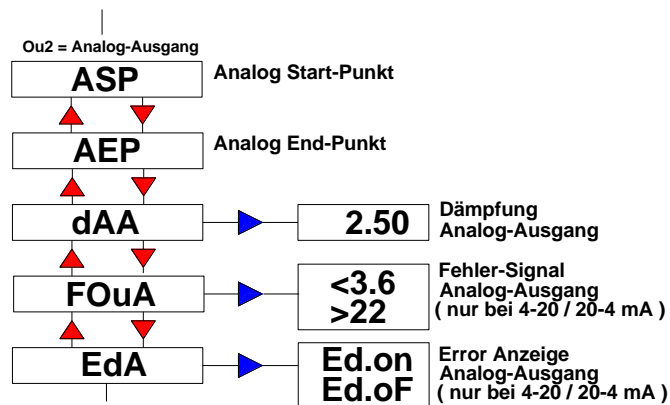 Ou2 = Analog-Ausgang
ASP
Analog Start-Punkt
AEP
Analog End-Punkt
dAA
2.50
Dämpfung
Analog-Ausgang
FOuA
<3.6
>22
Fehler-Signal
Analog-Ausgang
( nur bei 4-20 / 20-4 mA )
EdA
Ed.on
Ed.oF
Error Anzeige
Analog-Ausgang
( nur bei 4-20 / 20-4 mA )